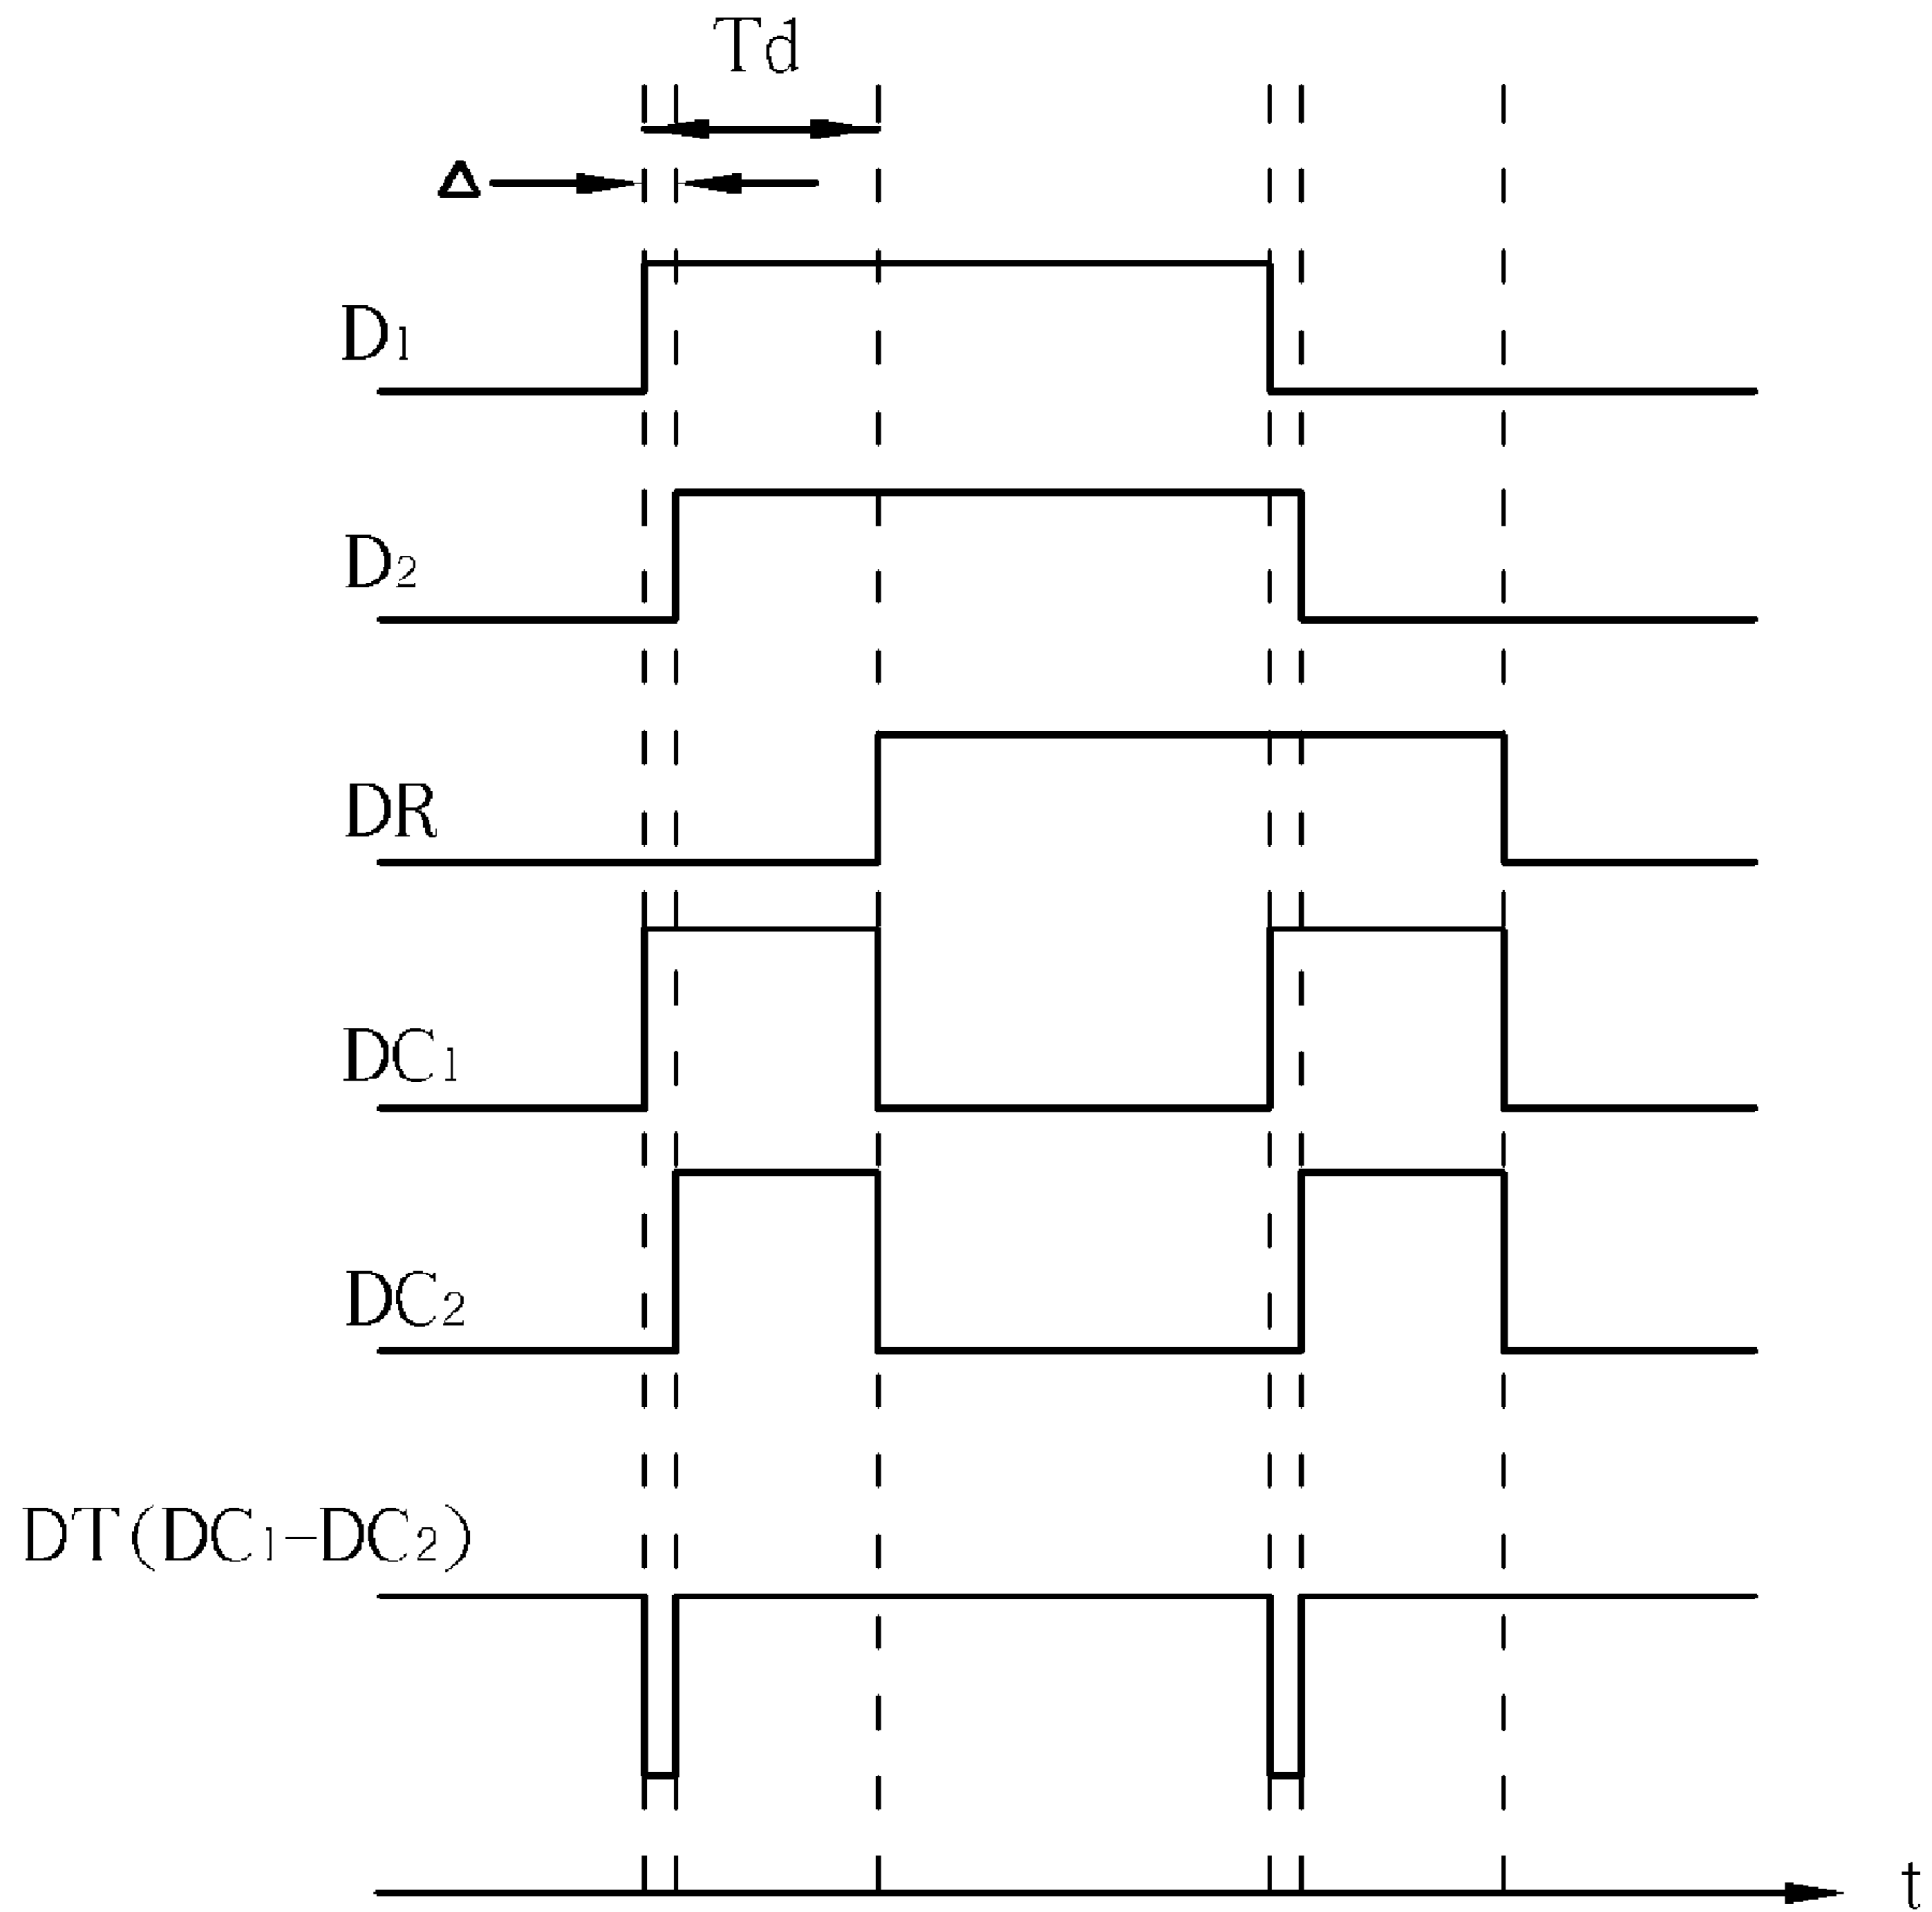 Td
Δ
D1
D2
DR
DC1
DC2
DT(DC1-DC2)
t